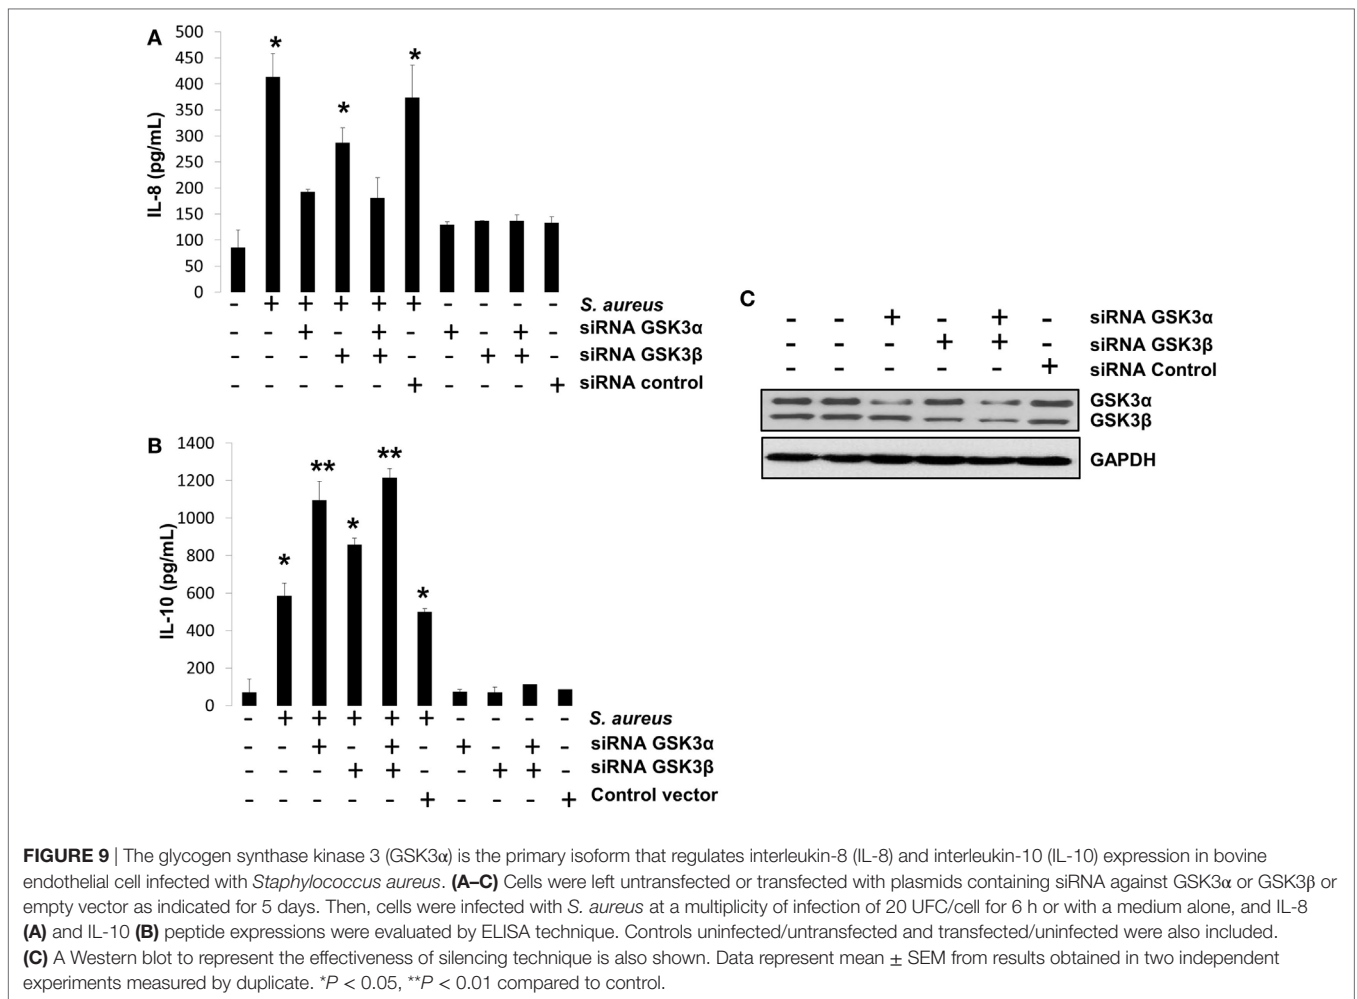 A
500
450
400
350
300
250
200
150
100
50
0
IL-8 (pg/mL)
* * * 
- + + + + + - - - - S. aureus
- - + - + - + - + - siRNA GSK3α
- - - + + - - + + - siRNA GSK3β
- - - - - + - - - + siRNA control
B
1400
1200
1000
800
600
400
200
0
IL-10 (pg/mL)
* ** * ** *
- + + + + + - - - - S. aureus
- - + - + - + - + - siRNA GSK3α
- - - + + - - + + - siRNA GSK3β
- - - - - + - - - + Control vector
C
- - + - + - siRNA GSK3α
- - - + + - siRNA GSK3β
- - - - - + siRNA Control
GSK3α
GSK3β
GAPDH
FIGURE 9 | The glycogen synthase kinase 3 (GSK3α) is the primary isoform that regulates interleukin-8 (IL-8) and interleukin-10 (IL-10) expression in bovine
endothelial cell infected with Staphylococcus aureus. (A–C) Cells were left untransfected or transfected with plasmids containing siRNA against GSK3α or GSK3β or
empty vector as indicated for 5 days. Then, cells were infected with S. aureus at a multiplicity of infection of 20 UFC/cell for 6 h or with a medium alone, and IL-8
(A) and IL-10 (B) peptide expressions were evaluated by ELISA technique. Controls uninfected/untransfected and transfected/uninfected were also included.
(C) A Western blot to represent the effectiveness of silencing technique is also shown. Data represent mean ± SEM from results obtained in two independent
experiments measured by duplicate. *P < 0.05, **P < 0.01 compared to control.